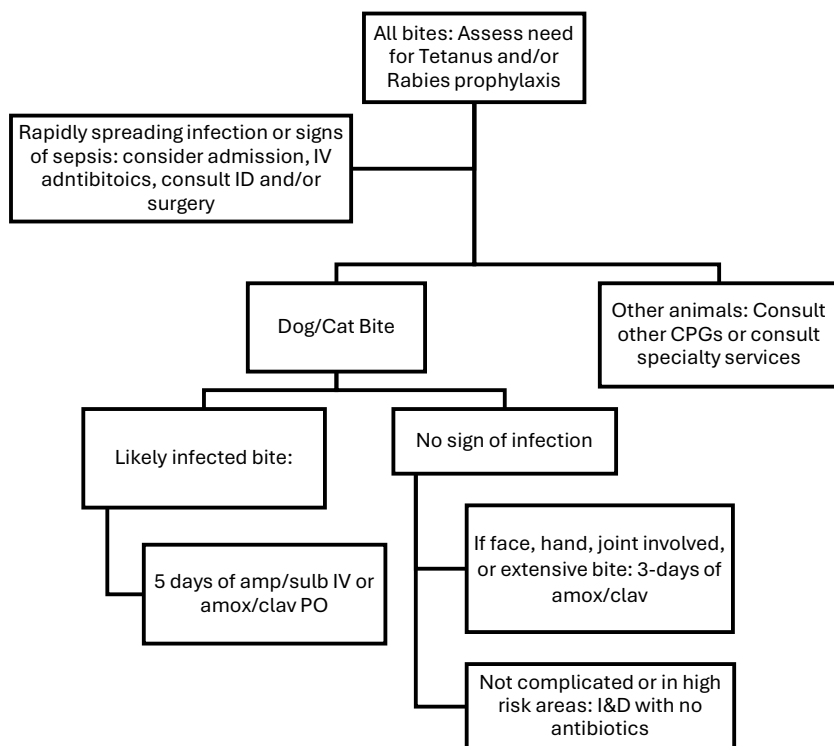 All bites: Assess need
for Tetanus and/or
Rabies prophylaxis
Rapidly spreading infection or signs
of sepsis: consider admission, IV
adntibitoics, consult ID and/or
surgery
Dog/Cat Bite
Other animals: Consult
other CPGs or consult
specialty services
Likely infected bite:
No sign of infection
5 days of amp/sulb IV or
amox/clav PO
If face, hand, joint involved,
or extensive bite: 3-days of
amox/clav
Not complicated or in high
risk areas: I&D with no
antibiotics